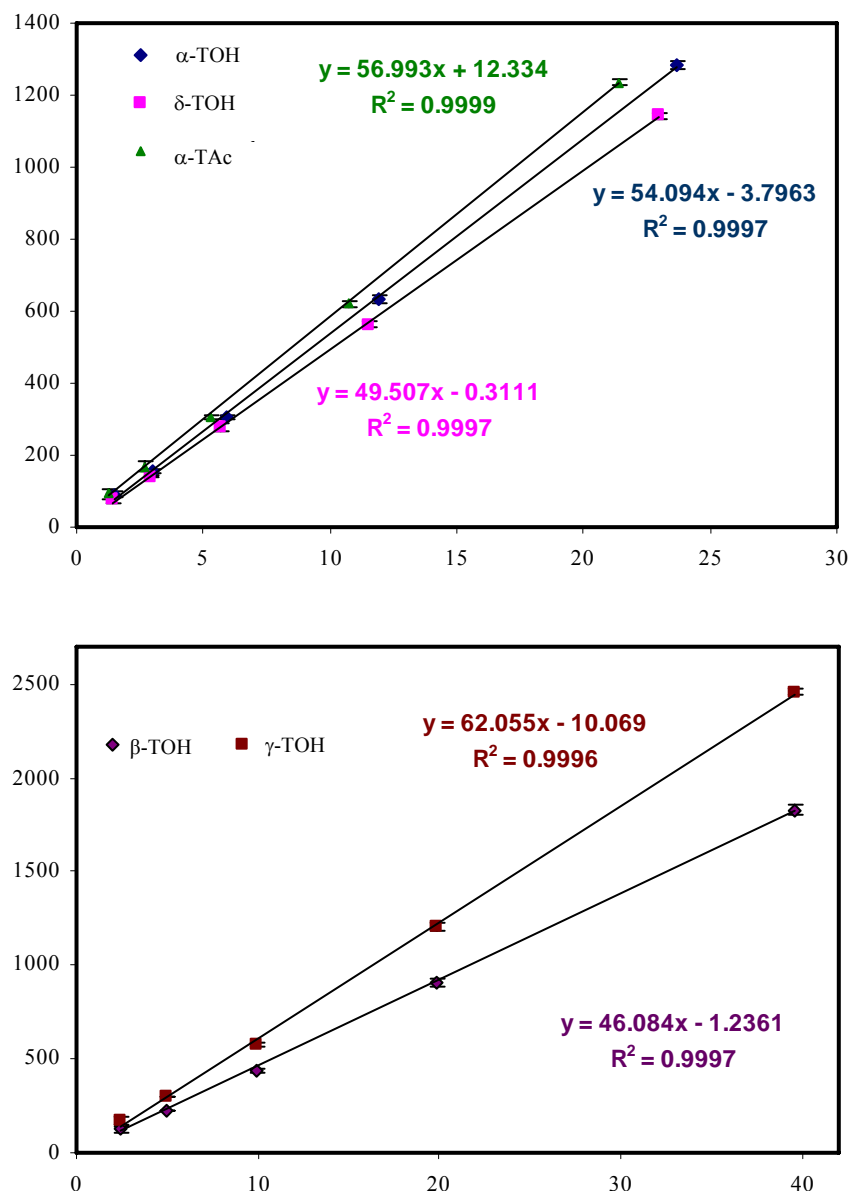 1400
α-TOH
y = 56.993x + 12.334
R² = 0.9999
1200
δ-TOH
α-TAc
1000
y = 54.094x - 3.7963
R² = 0.9997
800
600
400
y = 49.507x - 0.3111
R² = 0.9997
200
0
0 5 10 15 20 25 30
2500
y = 62.055x - 10.069
R² = 0.9996
β-TOH γ-TOH
2000
1500
1000
y = 46.084x - 1.2361
R² = 0.9997
500
0
0 10 20 30 40